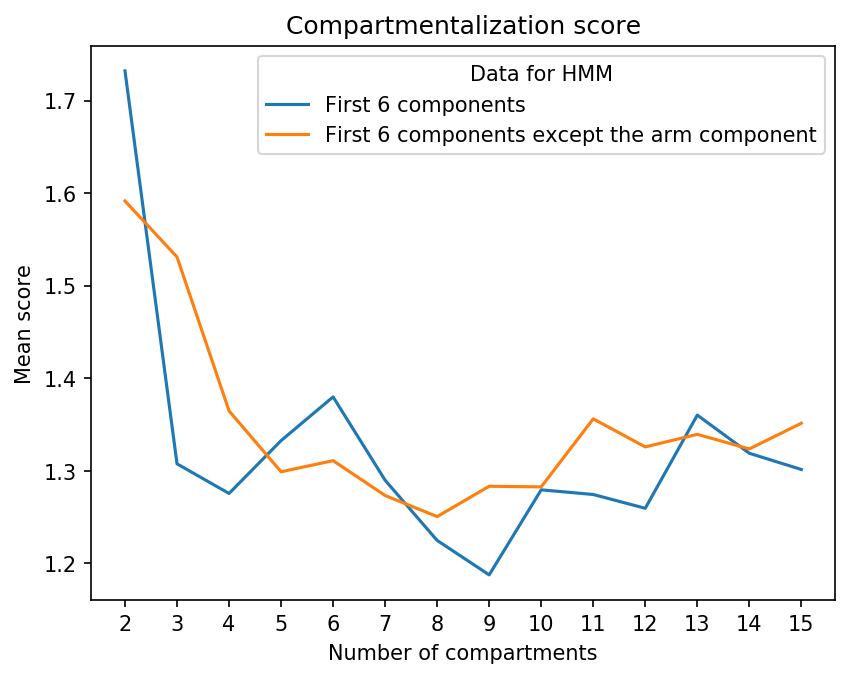 Compartmentalization score
Data for HMM
First 6 components
First 6 components except the arm component
Mean score
1.7
1.6
1.5
1.4
1.3
1.2
2 3 4 5 6 7 8 9 10 11 12 13 14 15
Number of compartments